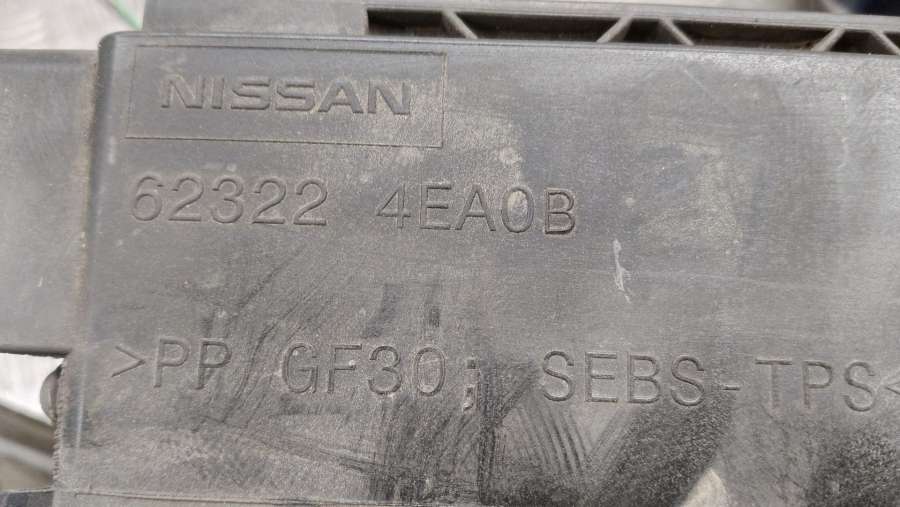 NISSAN
62322 4EA0B
>PP GF30; SEBS-TPS<